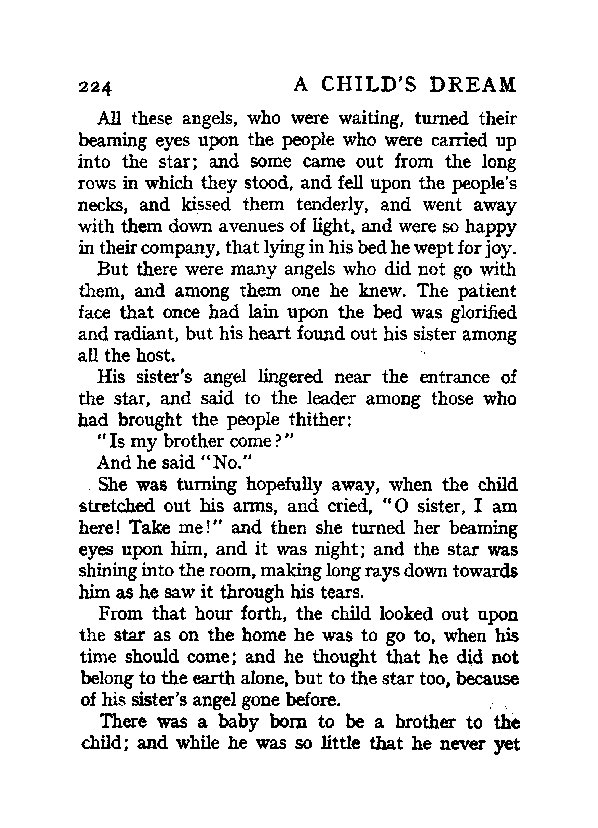 224 A CHILD'S DREAM
All these angels, who were waiting, turned their
beaming eyes upon the people who were carried up
into the star; and some came out from the long
rows in which they stood, and fell upon the people's
necks, and kissed them tenderly, and went away
with them down avenues of light, and were so happy
in their company, that lying in his bed he wept for joy.
But there were many angels who did not go with
them, and among them one he knew. The patient
face that once had lain upon the bed was glorified
and radiant, but his heart found out his sister among
all the host.
His sister's angel lingered near the entrance of
the star, and said to the leader among those who
had brought the people thither:
"Is my brother come?"
And he said "No."
She was turning hopefully away, when the child
stretched out his arms, and cried, "O sister, I am
here! Take me!" and then she turned her beaming
eyes upon him, and it was night; and the star was
shining into the room, making long rays down towards
him as he saw it through his tears.
From that hour forth, the child looked out upon
the star as on the home he was to go to, when his
time should come; and he thought that he did not
belong to the earth alone, but to the star too, because
of his sister's angel gone before.
There was a baby born to be a brother to the
child; and while he was so little that he never yet